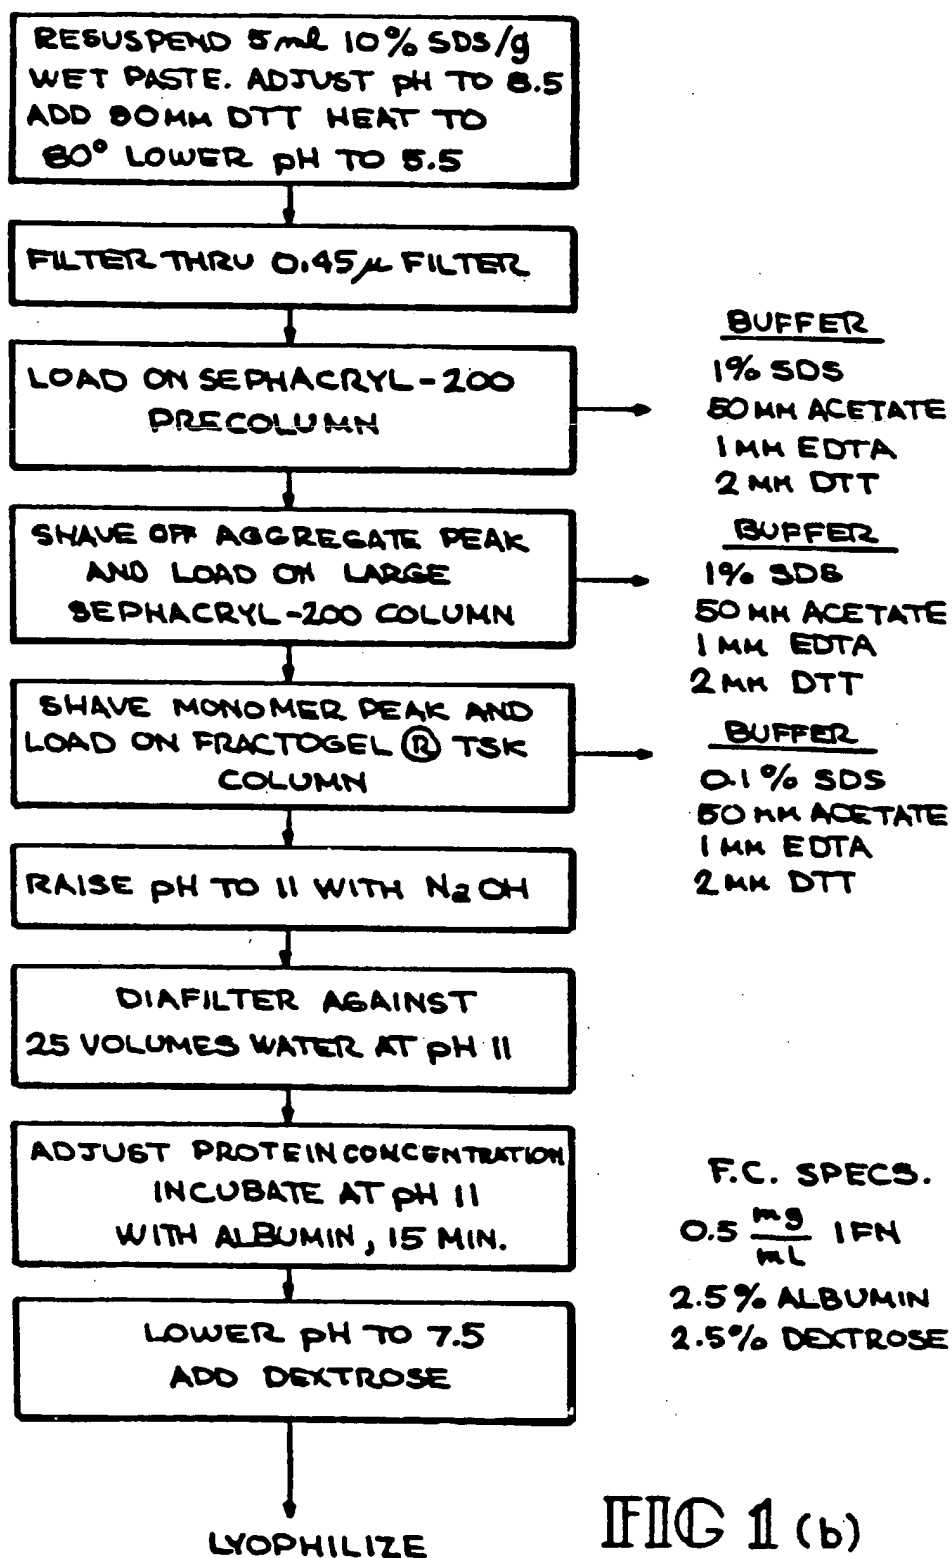 RESUSPEND 5ml 10% SDS/g
WET PASTE. ADJUST pH TO 8.5
ADD 80MM DTT HEAT TO
80° LOWER pH TO 5.5
FILTER THRU 0.45μ FILTER
LOAD ON SEPHACRYL-200
PRECOLUMN
BUFFER
1% SDS
50 MM ACETATE
1 MM EDTA
2 MM DTT
SHAVE OFF AGGREGATE PEAK
AND LOAD ON LARGE
SEPHACRYL-200 COLUMN
BUFFER
1% SDS
50 MM ACETATE
1 MM EDTA
2 MM DTT
SHAVE MONOMER PEAK AND
LOAD ON FRACTOGEL ® TSK
COLUMN
BUFFER
0.1% SDS
50 MM ACETATE
1 MM EDTA
2 MM DTT
RAISE pH TO 11 WITH NaOH
DIAFILTER AGAINST
25 VOLUMES WATER AT pH 11
ADJUST PROTEIN CONCENTRATION
INCUBATE AT pH 11
WITH ALBUMIN, 15 MIN.
F.C. SPECS.
0.5 mg/mL IFN
2.5% ALBUMIN
2.5% DEXTROSE
LOWER pH TO 7.5
ADD DEXTROSE
LYOPHILIZE
FIG 1 (b)